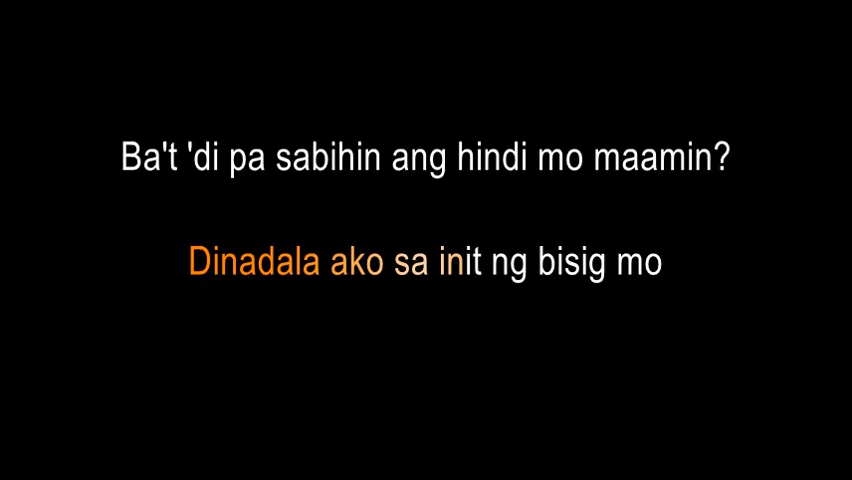 Ba't 'di pa sabihin ang hindi mo maamin?
Dinadala ako sa init ng bisig mo